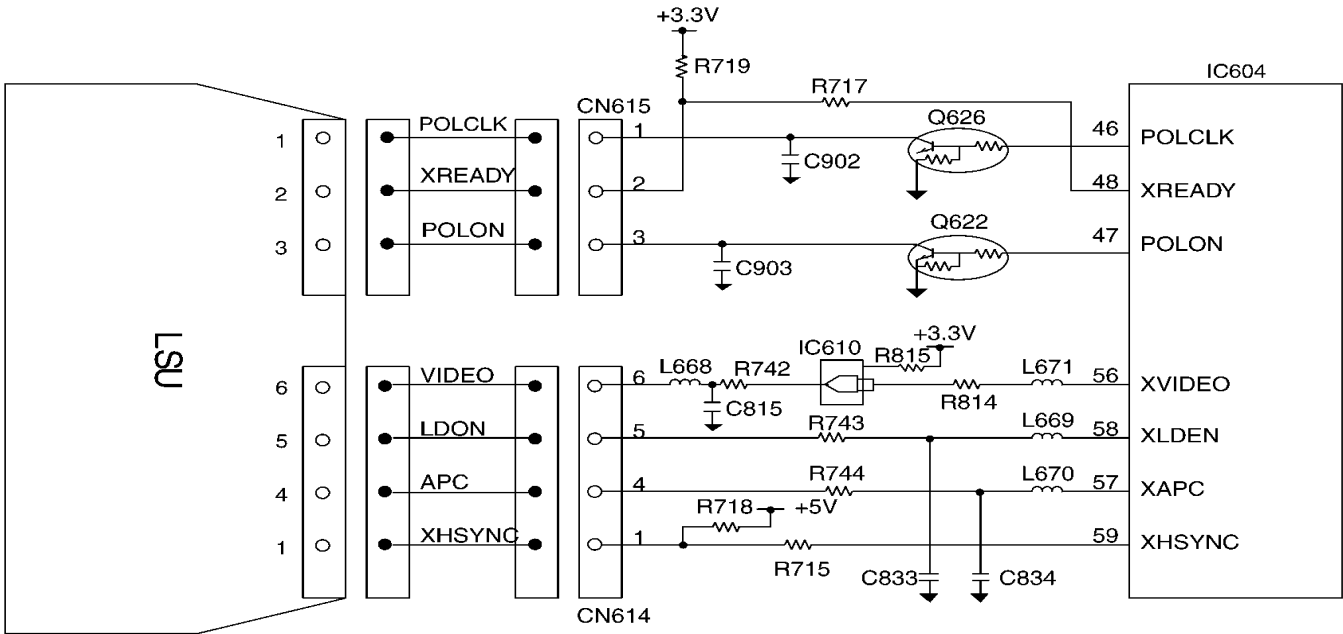 +3.3V
R719
IC604
R717
CN615
Q626
1 POLCLK 1 46 POLCLK
C902
2 XREADY 2 48 XREADY
Q622
3 POLON 3 47 POLON
C903
LSU
+3.3V
IC610 R815
L668 R742 L671
6 VIDEO 6 56 XVIDEO
C815 R814
R743 L669
5 LDON 5 58 XLDEN
R744 L670
4 APC 4 57 XAPC
R718 +5V
1 XHSYNC 1 59 XHSYNC
R715 C833 C834
CN614